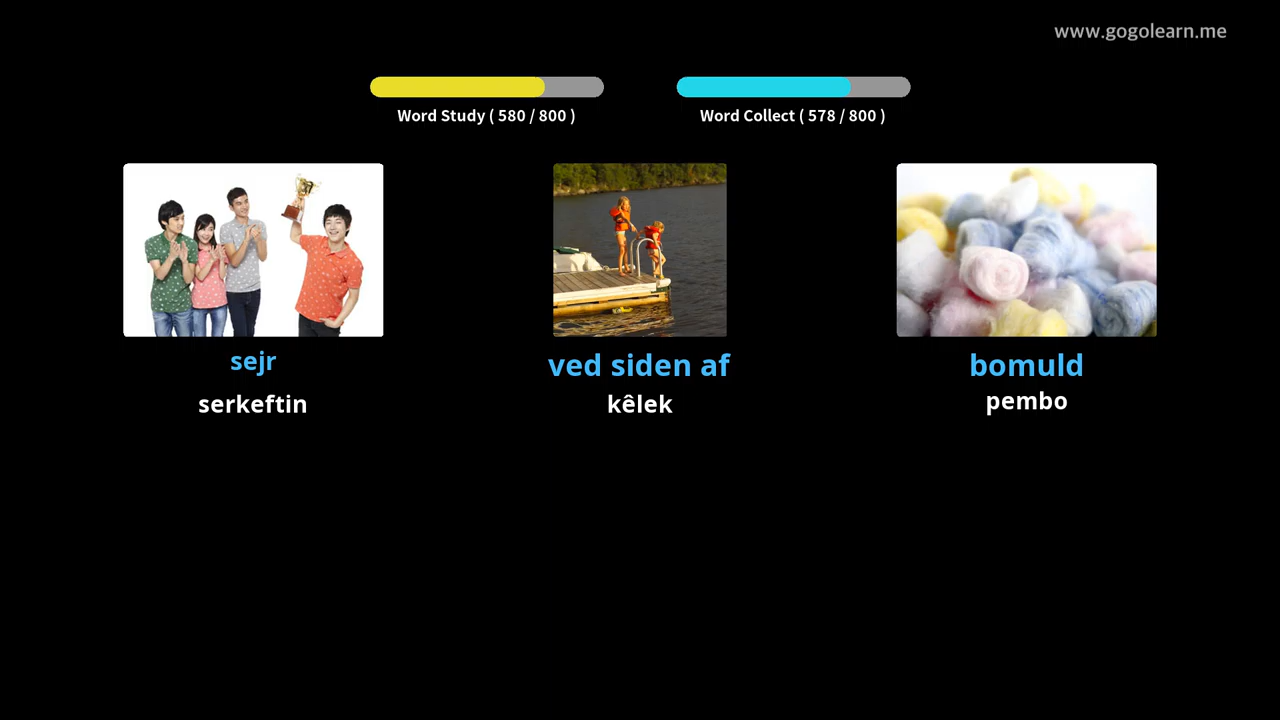 www.gogolearn.me
Word Study ( 580 / 800 )
Word Collect ( 578 / 800 )
sejr
ved siden af
bomuld
serkeftin
kêlek
pembo